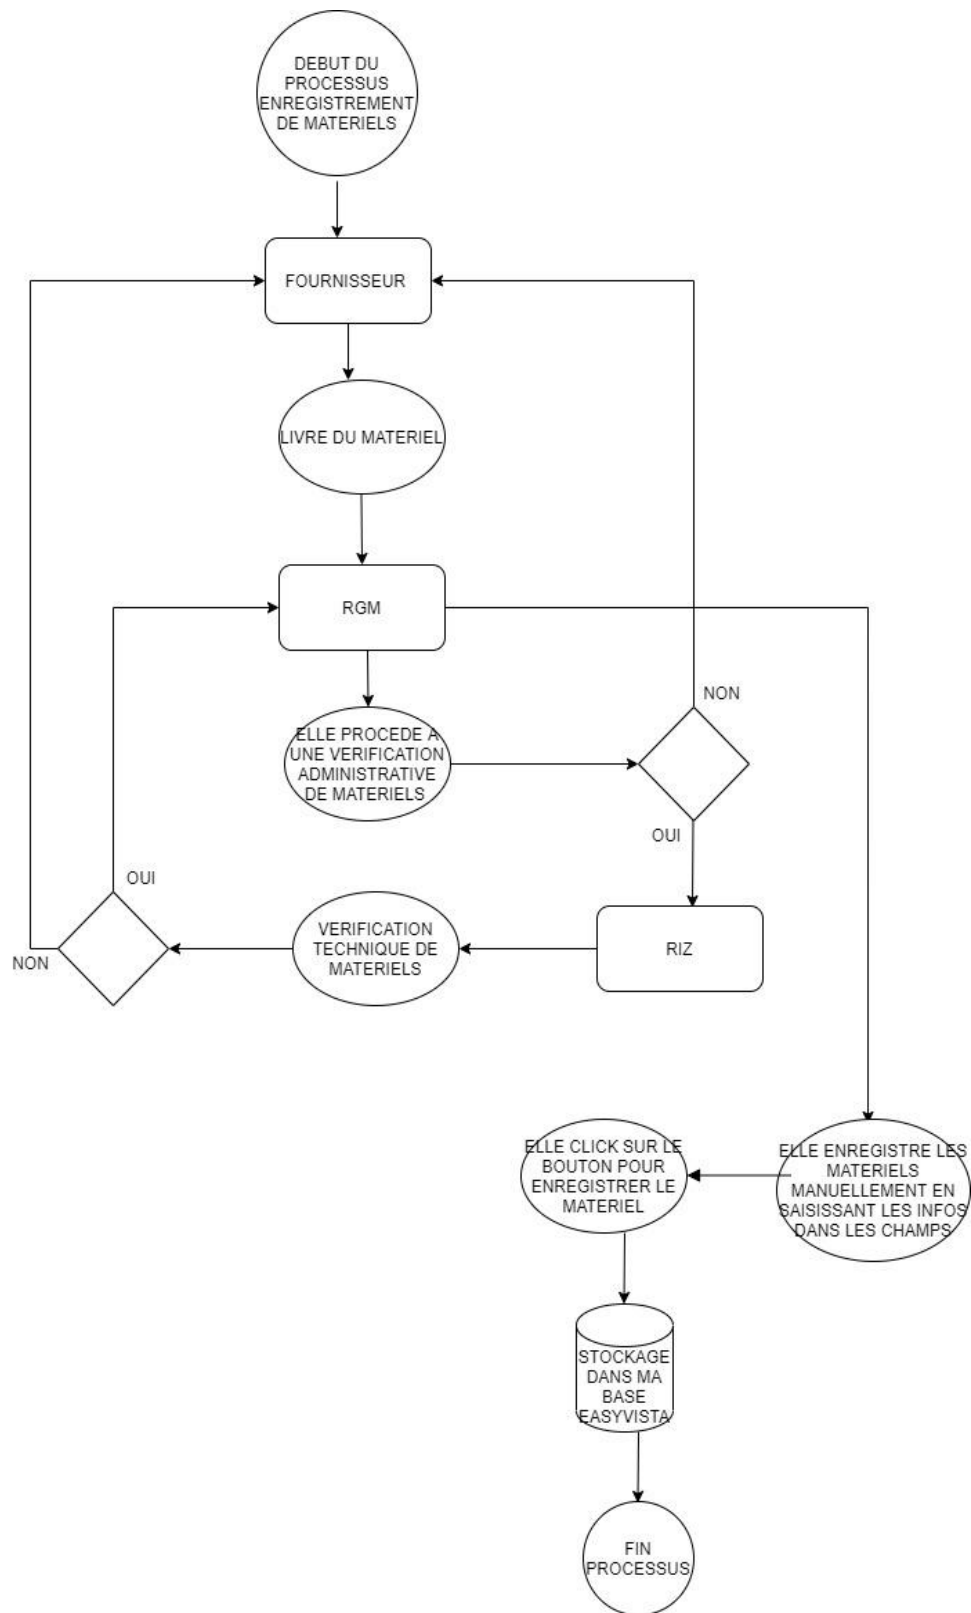 DEBUT DU
PROCESSUS
ENREGISTREMENT
DE MATERIELS
FOURNISSEUR
LIVRE DU MATERIEL
RGM
NON
ELLE PROCEDE A
UNE VERIFICATION
ADMINISTRATIVE
DE MATERIELS
OUI
OUI
VERIFICATION
TECHNIQUE DE
MATERIELS
RIZ
NON
ELLE CLICK SUR LE
BOUTON POUR
ENREGISTRER LE
MATERIEL
ELLE ENREGISTRE LES
MATERIELS
MANUELLEMENT EN
SAISISSANT LES INFOS
DANS LES CHAMPS
STOCKAGE
DANS MA
BASE
EASYVISTA
FIN
PROCESSUS